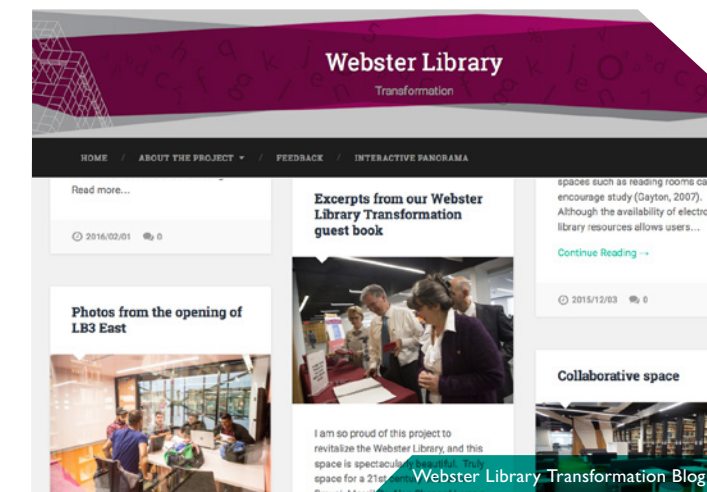 Webster Library
Transformation
HOME / ABOUT THE PROJECT / FEEDBACK / INTERACTIVE PANORAMA
Read more...
2016/02/01 0
Photos from the opening of
LB3 East
Excerpts from our Webster
Library Transformation
guest book
I am so proud of this project to
revitalize the Webster Library, and this
space is spectacularly beautiful. Truly
space for a 21st
spaces such as reading rooms
encourage study (Gayton, 2007).
Although the availability of
library resources allows users...
Continue Reading →
2015/12/03 0
Collaborative space
Webster Library Transformation Blog